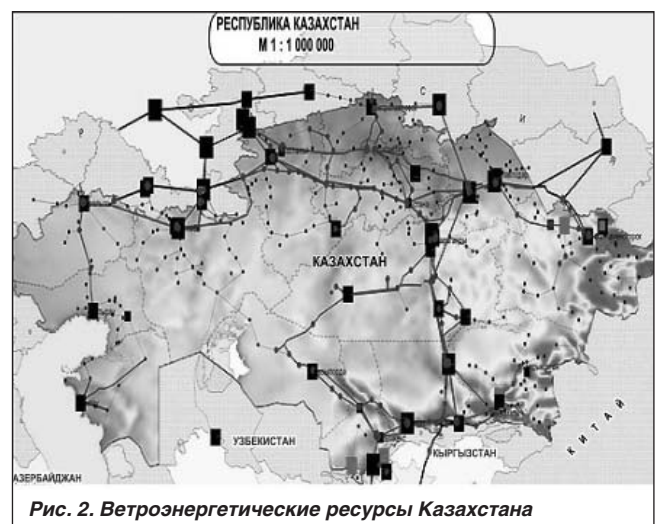 РЕСПУБЛИКА КАЗАХСТАН
М 1 : 1 000 000
Р
С
И
Я
КАЗАХСТАН
УЗБЕКИСТАН
КЫРГЫЗСТАН
КИТАЙ
АЗЕРБАЙДЖАН
Рис. 2. Ветроэнергетические ресурсы Казахстана